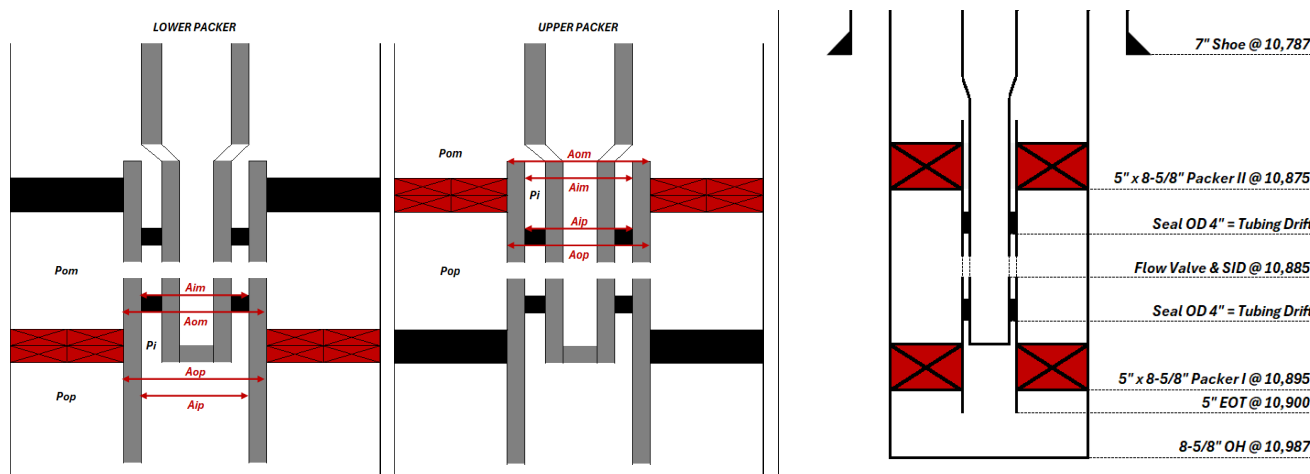 LOWER PACKER
Pom
Aim
Aom
Pi
Aop
Pop
Aip
UPPER PACKER
Pom
Aom
Aim
Pi
Aip
Aop
Pop
7" Shoe @ 10,787
5" x 8-5/8" Packer II @ 10,875
Seal OD 4" = Tubing Drift
Flow Valve & SID @ 10,885
Seal OD 4" = Tubing Drift
5" x 8-5/8" Packer I @ 10,895
5" EOT @ 10,900
8-5/8" OH @ 10,987